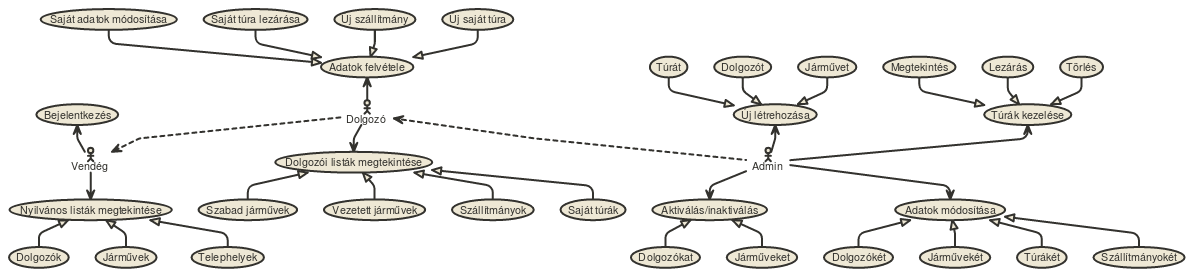 Saját adatok módosítása
Saját túra lezárása
Új szállítmány
Új saját túra
Adatok felvétele
Túrát
Dolgozót
Járművet
Megtekintés
Lezárás
Törlés
Bejelentkezés
Dolgozó
Új létrehozása
Túrák kezelése
Vendég
Dolgozói listák megtekintése
Admin
Nyilvános listák megtekintése
Szabad járművek
Vezetett járművek
Szállítmányok
Saját túrák
Aktiválás/inaktiválás
Adatok módosítása
Dolgozók
Járművek
Telephelyek
Dolgozókat
Járműveket
Dolgozókét
Járművekét
Túrákét
Szállítmányokét